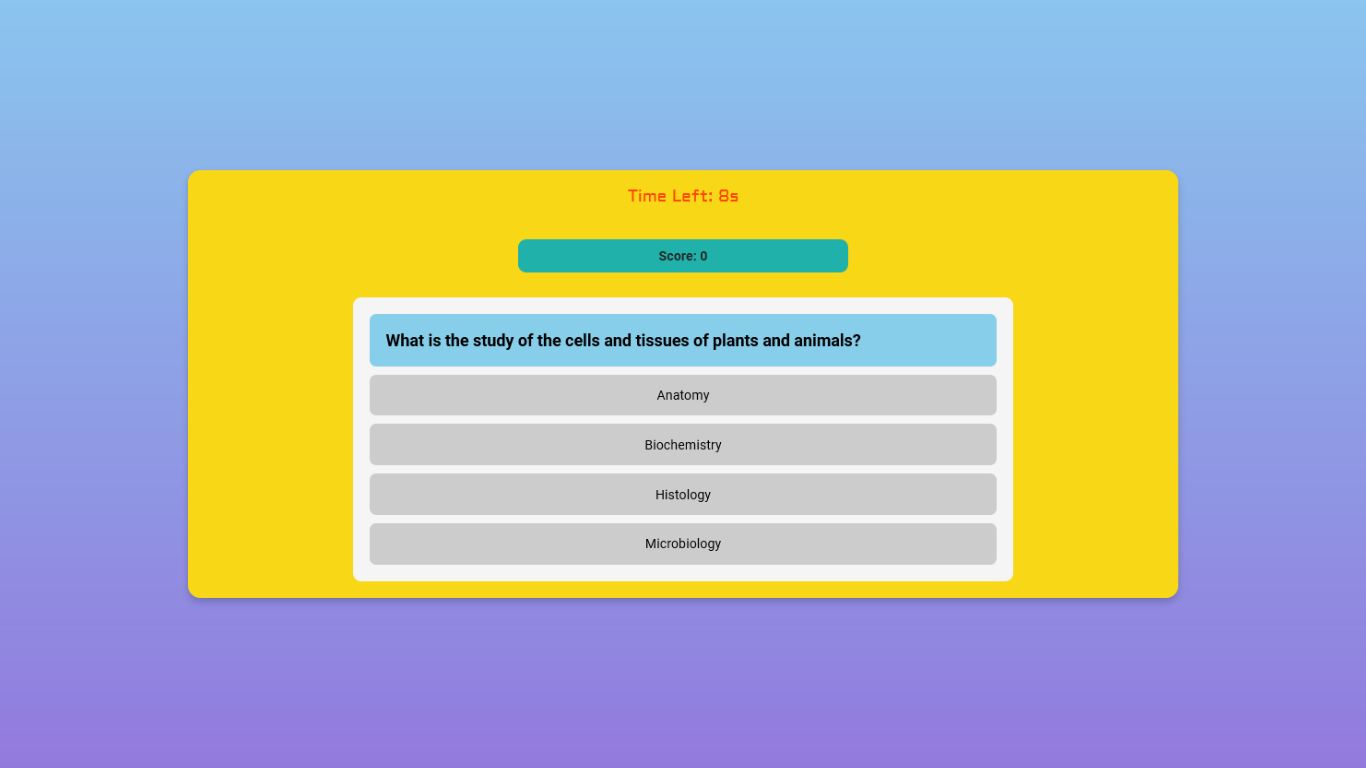 Time Left: 8s
Score: 0
What is the study of the cells and tissues of plants and animals?
Anatomy
Biochemistry
Histology
Microbiology